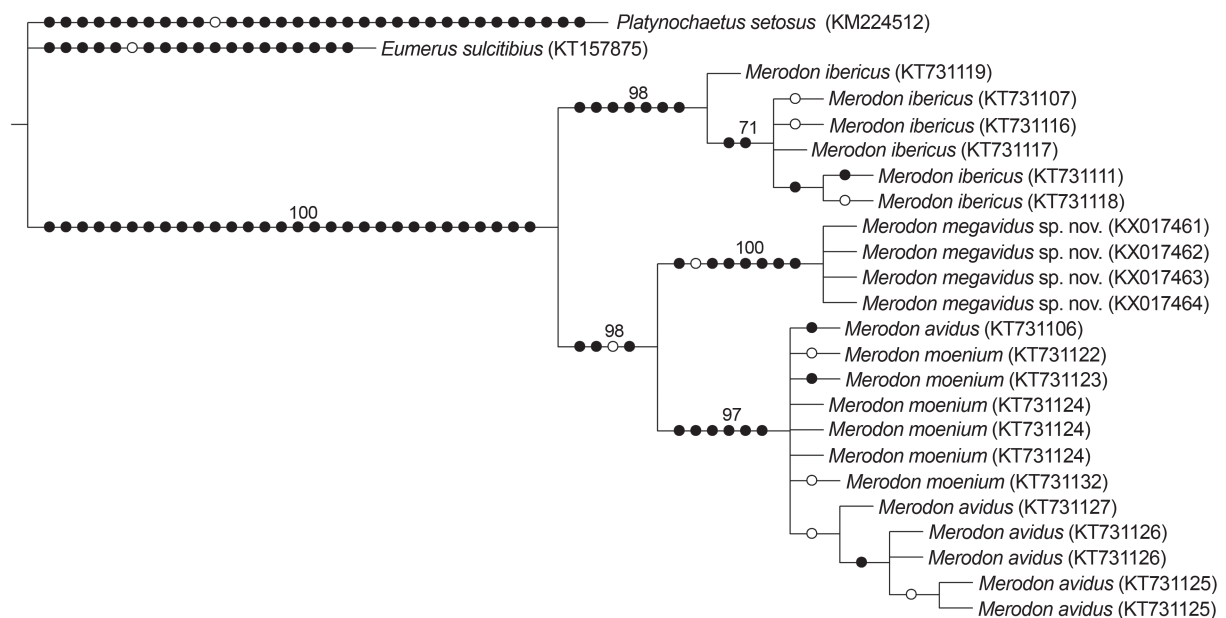 Platynochaetus setosus (KM224512)
Eumerus sulcitibius (KT157875)
Merodon ibericus (KT731119)
98
Merodon ibericus (KT731107)
71
Merodon ibericus (KT731116)
Merodon ibericus (KT731117)
Merodon ibericus (KT731111)
Merodon ibericus (KT731118)
100
Merodon megavidus sp. nov. (KX017461)
100
Merodon megavidus sp. nov. (KX017462)
Merodon megavidus sp. nov. (KX017463)
Merodon megavidus sp. nov. (KX017464)
98
Merodon avidus (KT731106)
Merodon moenium (KT731122)
Merodon moenium (KT731123)
Merodon moenium (KT731124)
97
Merodon moenium (KT731124)
Merodon moenium (KT731124)
Merodon moenium (KT731132)
Merodon avidus (KT731127)
Merodon avidus (KT731126)
Merodon avidus (KT731126)
Merodon avidus (KT731125)
Merodon avidus (KT731125)